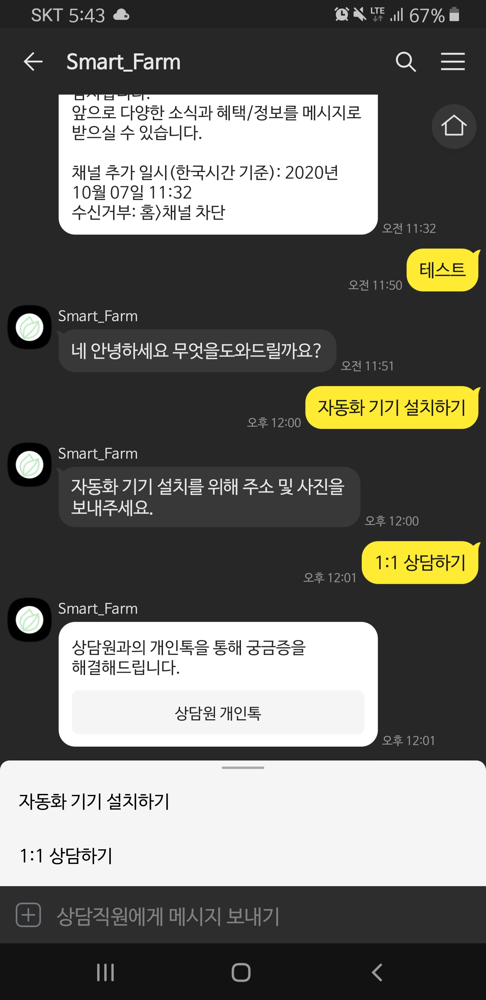 SKT 5:43
LTE
67%
Smart_Farm
앞으로 다양한 소식과 혜택/정보를 메시지로
받으실 수 있습니다.
채널 추가 일시(한국시간 기준) : 2020년
10월 07일 11:32
수신거부: 홈>채널 차단
오전 11:32
테스트
오전 11:50
Smart_Farm
네 안녕하세요 무엇을도와드릴까요?
오전 11:51
자동화 기기 설치하기
오후 12:00
Smart_Farm
자동화 기기 설치를 위해 주소 및 사진을
보내주세요.
오후 12:00
1:1 상담하기
오후 12:01
Smart_Farm
상담원과의 개인톡을 통해 궁금증을
해결해드립니다.
상담원 개인톡
오후 12:01
자동화 기기 설치하기
1:1 상담하기
상담직원에게 메시지 보내기